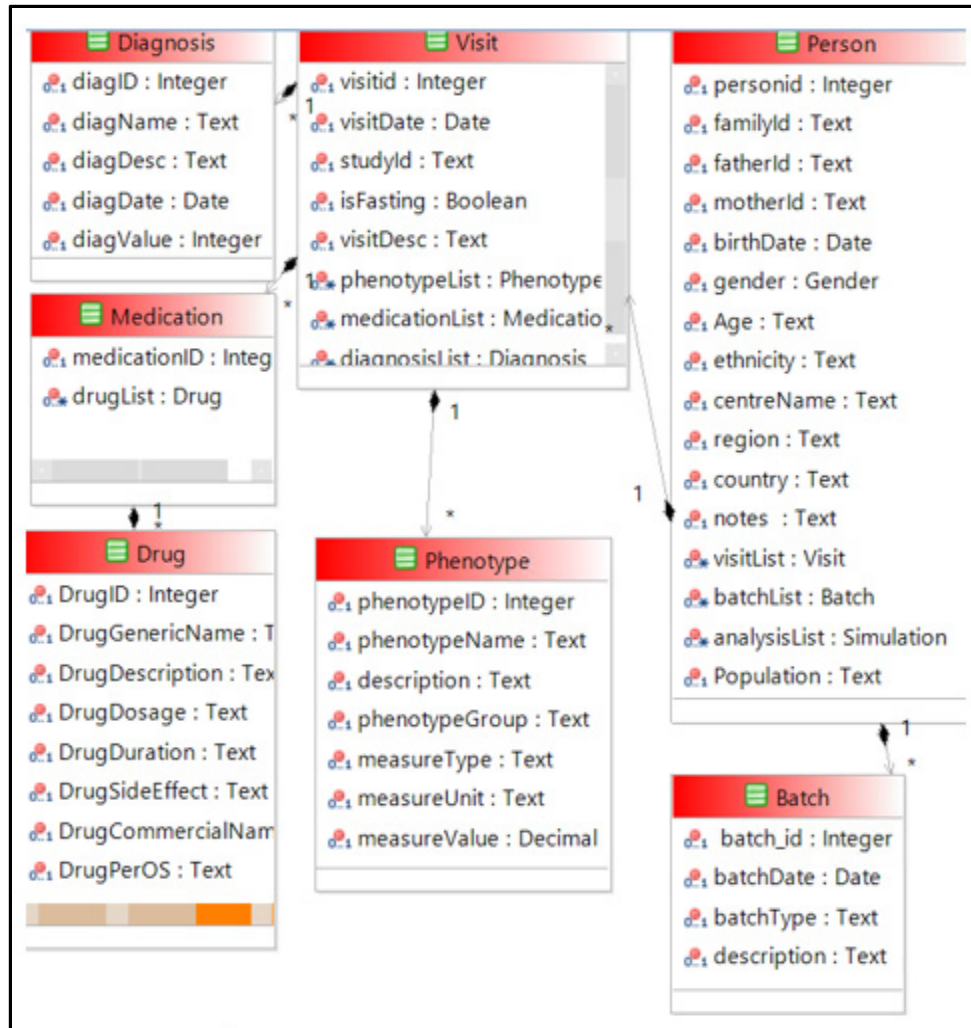 Diagnosis
diagID : Integer
diagName : Text
diagDesc : Text
diagDate : Date
diagValue : Integer
1
*
Visit
visitid : Integer
visitDate : Date
studyId : Text
isFasting : Boolean
visitDesc : Text
phenotypeList : Phenotype
medicationList : Medicatio
diagnosisList : Diagnosis
1
*
*
1
Person
personid : Integer
familyId : Text
fatherId : Text
motherId : Text
birthDate : Date
gender : Gender
Age : Text
ethnicity : Text
centreName : Text
region : Text
country : Text
notes : Text
visitList : Visit
batchList : Batch
analysisList : Simulation
Population : Text
Medication
medicationID : Integ
drugList : Drug
1
*
Drug
DrugID : Integer
DrugGenericName : T
DrugDescription : Tex
DrugDosage : Text
DrugDuration : Text
DrugSideEffect : Text
DrugCommercialNam
DrugPerOS : Text
1
*
Phenotype
phenotypeID : Integer
phenotypeName : Text
description : Text
phenotypeGroup : Text
measureType : Text
measureUnit : Text
measureValue : Decimal
1
*
Batch
batch_id : Integer
batchDate : Date
batchType : Text
description : Text